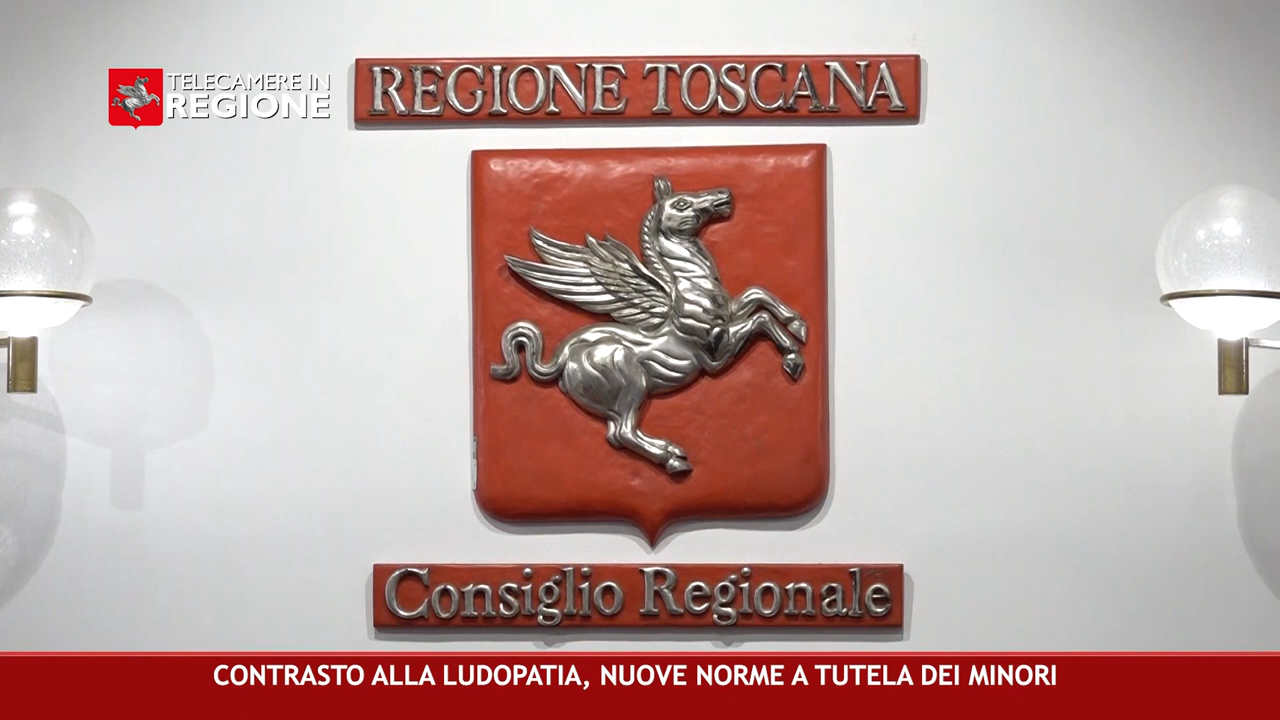 TELECAMERE IN
REGIONE
REGIONE TOSCANA
Consiglio Regionale
CONTRASTO ALLA LUDOPATIA, NUOVE NORME A TUTELA DEI MINORI